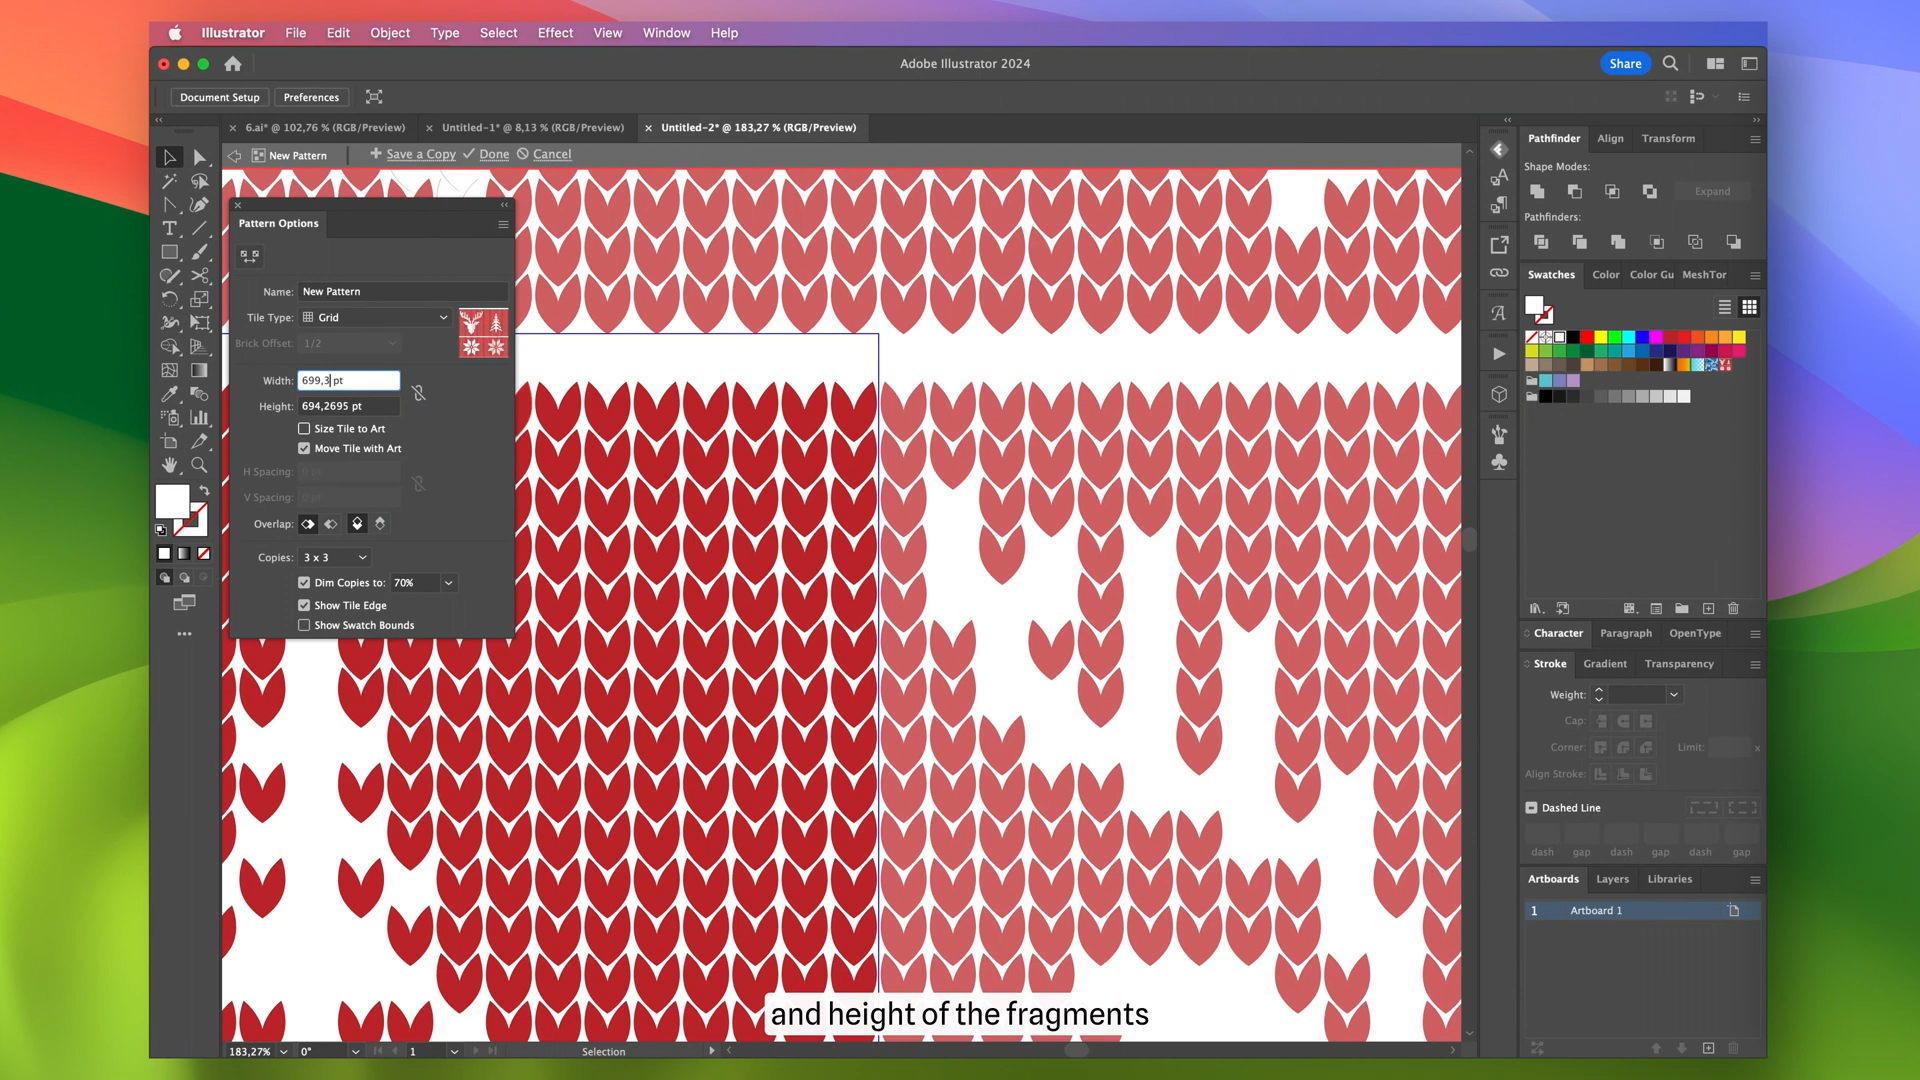 Illustrator File Edit Object Type Select Effect View Window Help
Adobe Illustrator 2024
Share
Document Setup Preferences
6.ai* @ 102,76 % (RGB/Preview) Untitled-1* @ 8,13 % (RGB/Preview) Untitled-2* @ 183,27 % (RGB/Preview)
New Pattern Save a Copy Done Cancel
Pattern Options
Name: New Pattern
Tile Type: Grid
Brick Offset: 1/2
Width: 699,3 pt
Height: 694,2695 pt
Size Tile to Art
Move Tile with Art
H Spacing: 0 pt
V Spacing: 0 pt
Overlap:
Copies: 3 x 3
Dim Copies to: 70%
Show Tile Edge
Show Swatch Bounds
Pathfinder Align Transform
Shape Modes:
Expand
Pathfinders:
Swatches Color Color Gu MeshTor
Character Paragraph OpenType
Stroke Gradient Transparency
Weight:
Cap:
Corner: Limit: x
Align Stroke:
Dashed Line
dash gap dash gap dash gap
Artboards Layers Libraries
1 Artboard 1
and height of the fragments
183,27% 0° 1 Selection